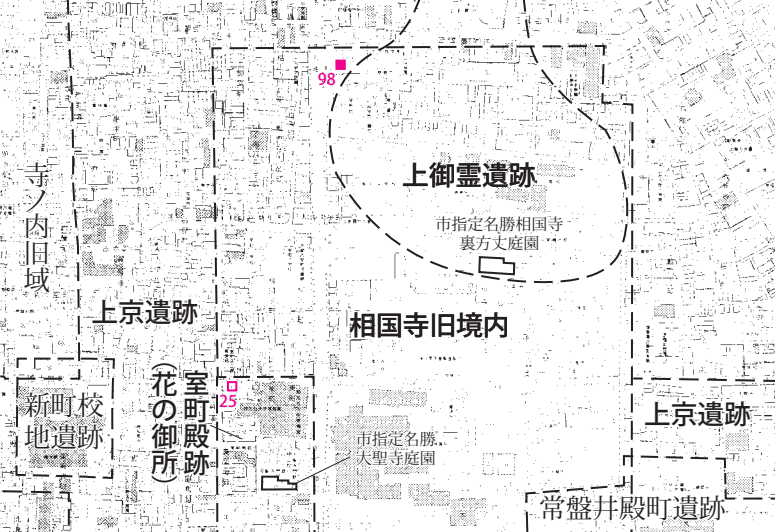 98
上御霊遺跡
寺ノ内旧域
市指定名勝相国寺
裏方丈庭園
上京遺跡
相国寺旧境内
室町殿跡
(花の御所)
25
新町校
地遺跡
上京遺跡
市指定名勝
大聖寺庭園
常盤井殿町遺跡